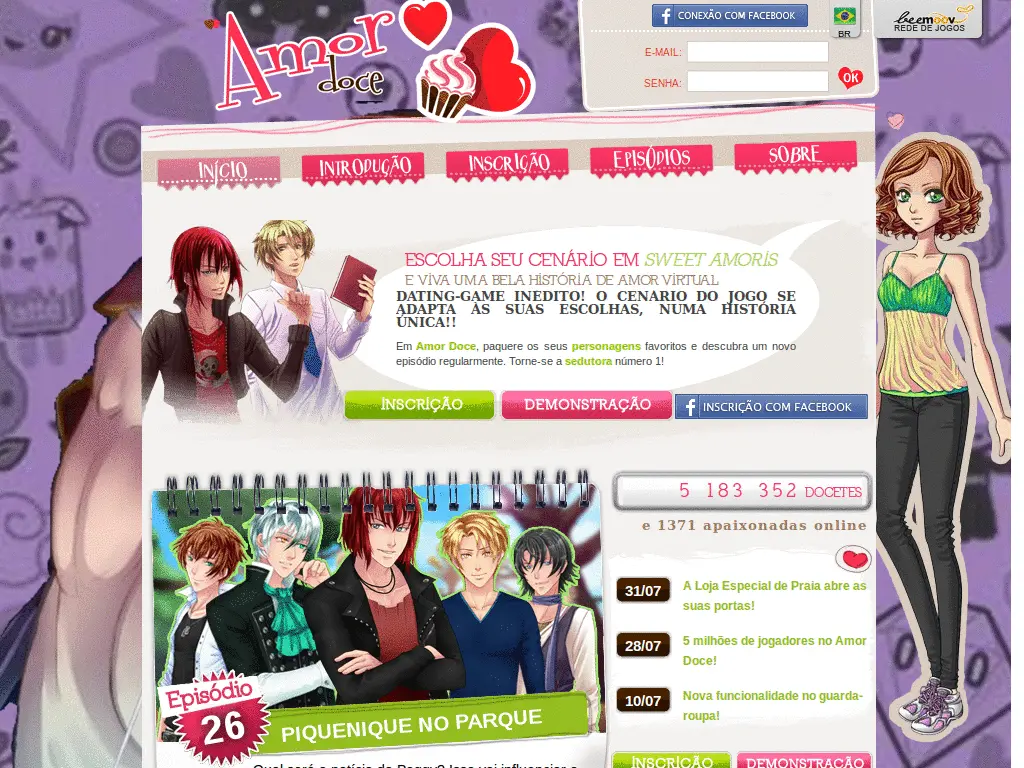 Amor
doce
CONEXÃO COM FACEBOOK
BR
beemoov
REDE DE JOGOS
E-MAIL:
SENHA:
OK
INÍCIO
INTRODUÇÃO
INSCRIÇÃO
EPISÓDIOS
SOBRE
ESCOLHA SEU CENÁRIO EM SWEET AMORIS
E VIVA UMA BELA HISTÓRIA DE AMOR VIRTUAL
DATING-GAME INEDITO! O CENARIO DO JOGO SE
ADAPTA ÀS SUAS ESCOLHAS, NUMA HISTÓRIA
ÚNICA!!
Em Amor Doce, paquere os seus personagens favoritos e descubra um novo
episódio regularmente. Torne-se a sedutora número 1!
INSCRIÇÃO
DEMONSTRAÇÃO
INSCRIÇÃO COM FACEBOOK
5 183 352 DOCETES
e 1371 apaixonadas online
31/07
A Loja Especial de Praia abre as
suas portas!
28/07
5 milhões de jogadores no Amor
Doce!
10/07
Nova funcionalidade no guarda-
roupa!
Episódio
26
PIQUENIQUE NO PARQUE
INSCRIÇÃO
DEMONSTRAÇÃO